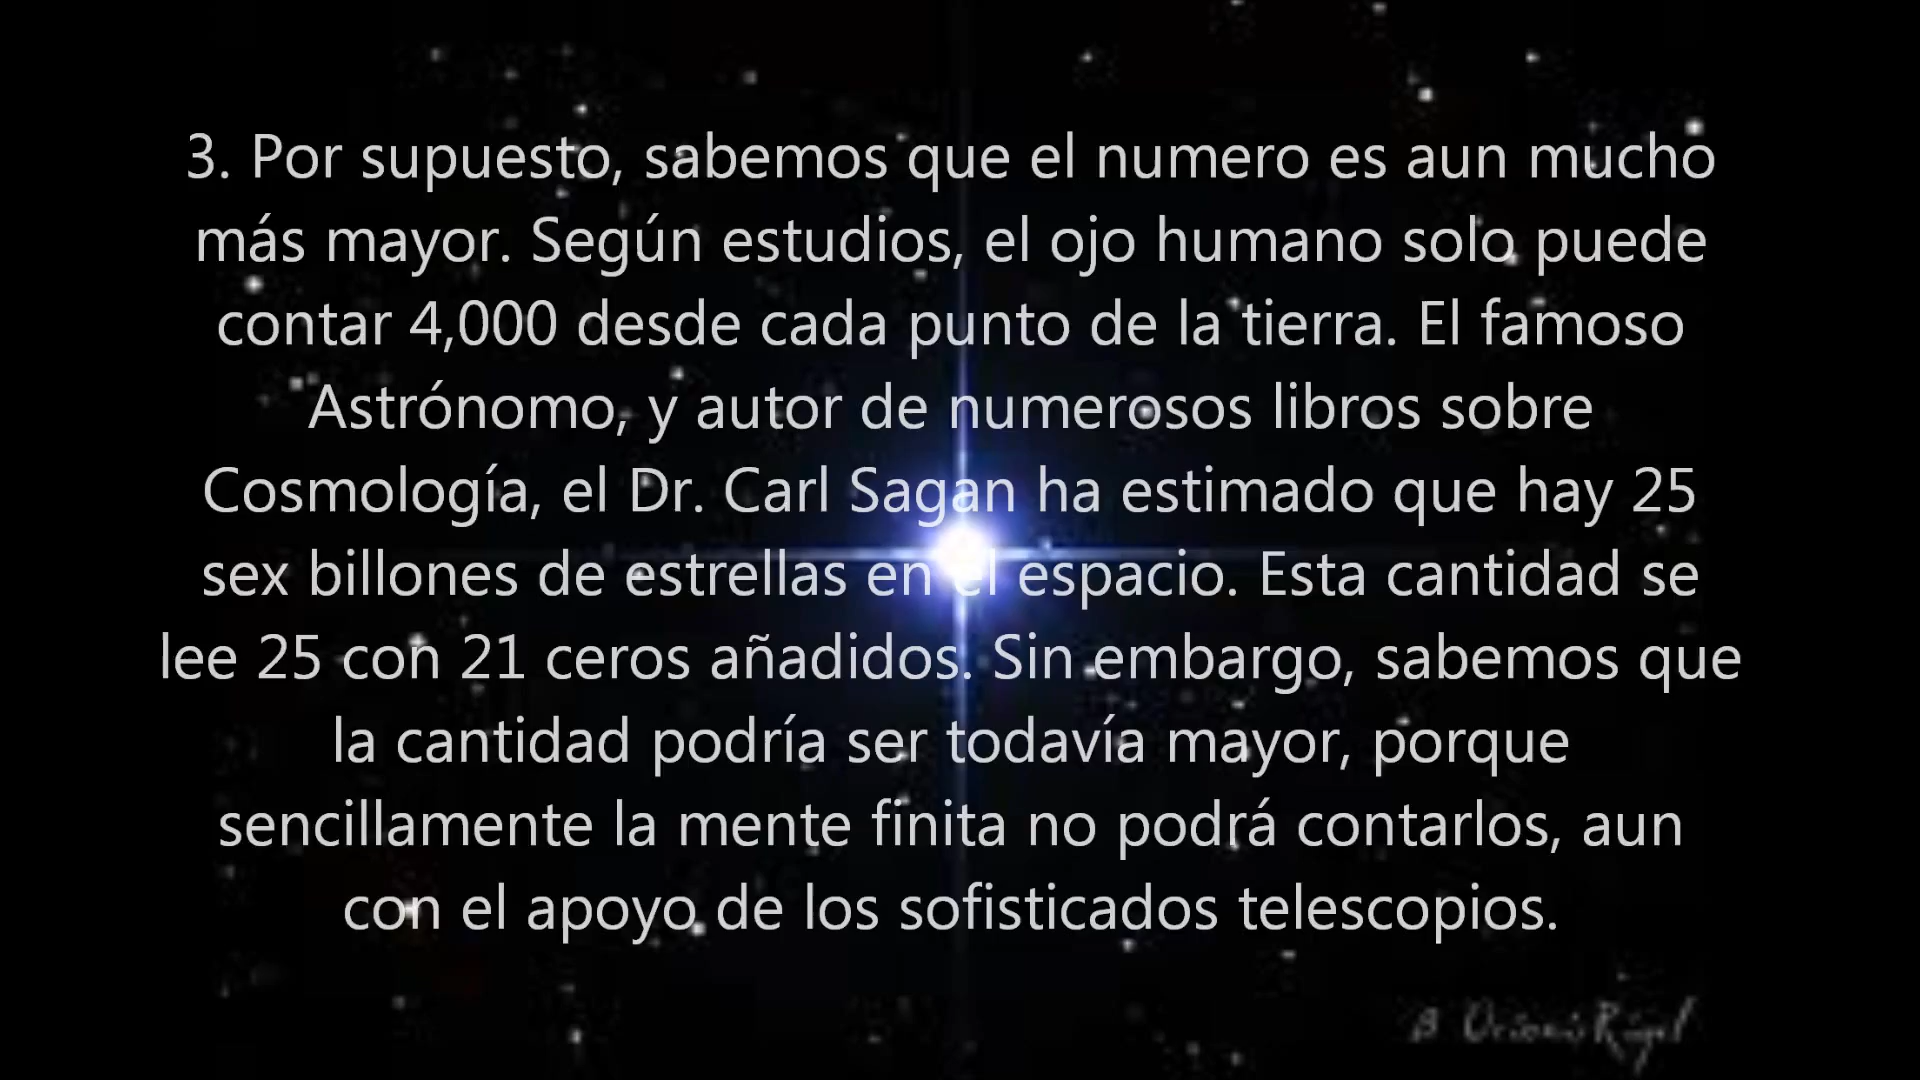 3. Por supuesto, sabemos que el numero es aun mucho
más mayor. Según estudios, el ojo humano solo puede
contar 4,000 desde cada punto de la tierra. El famoso
Astrónomo, y autor de numerosos libros sobre
Cosmología, el Dr. Carl Sagan ha estimado que hay 25
sex billones de estrellas en el espacio. Esta cantidad se
lee 25 con 21 ceros añadidos. Sin embargo, sabemos que
la cantidad podría ser todavía mayor, porque
sencillamente la mente finita no podrá contarlos, aun
con el apoyo de los sofisticados telescopios.
β Orionis Rigel